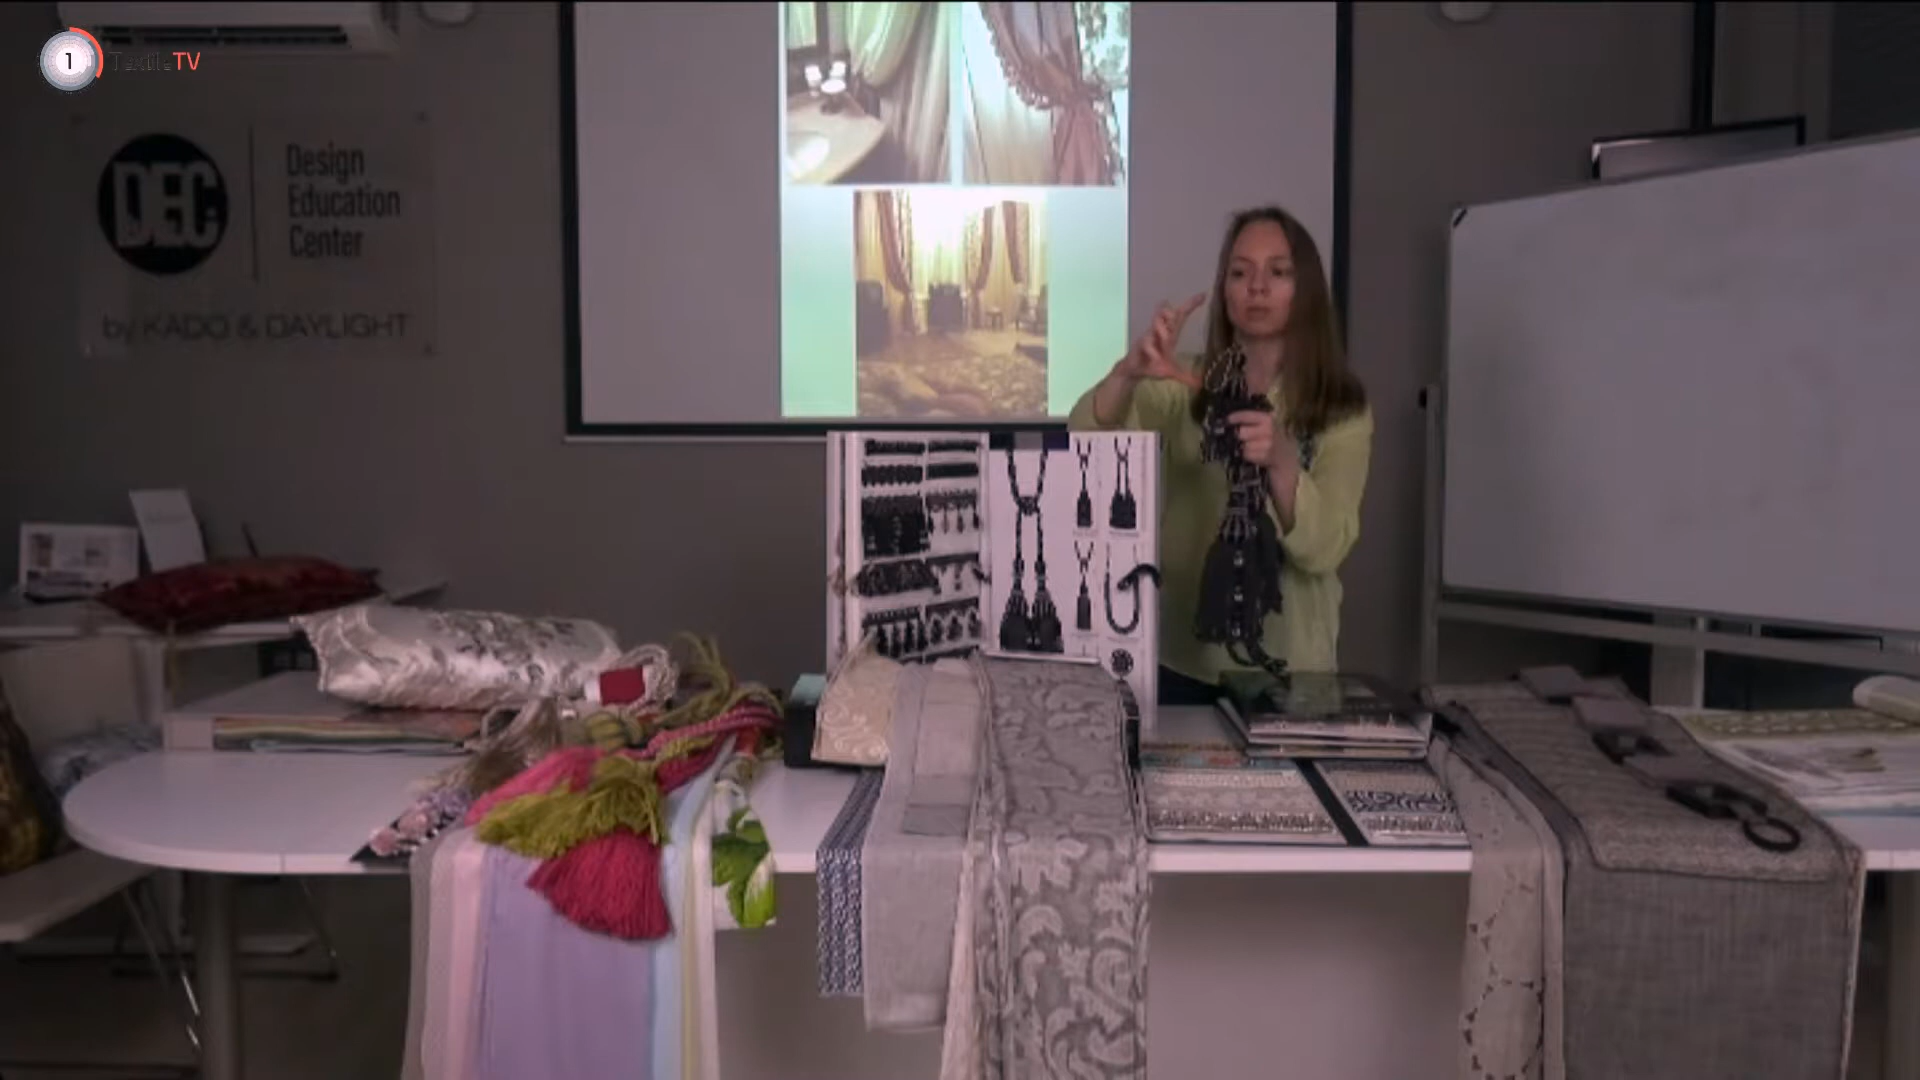 1
TextileTV
DEC
Design
Education
Center
by KADO & DAYLIGHT